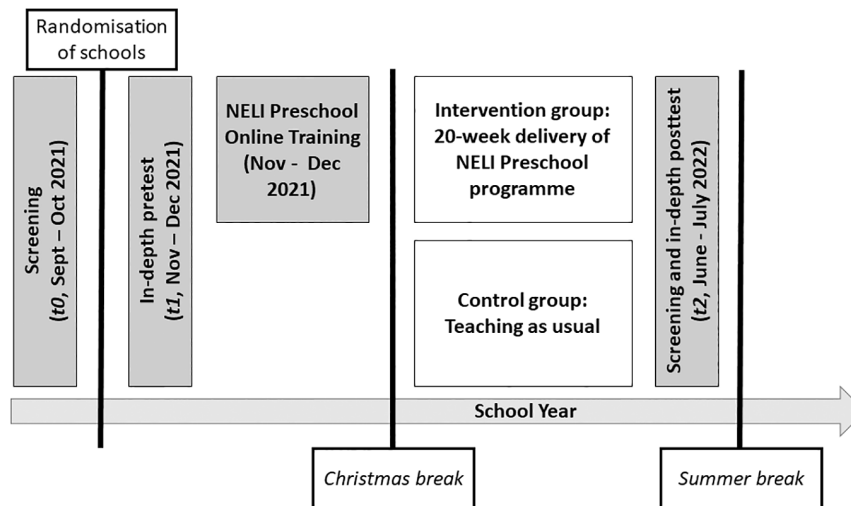 Randomisation
of schools
Screening
(t0, Sept – Oct 2021)
In-depth pretest
(t1, Nov – Dec 2021)
NELI Preschool
Online Training
(Nov - Dec
2021)
Intervention group:
20-week delivery of
NELI Preschool
programme
Control group:
Teaching as usual
Screening and in-depth posttest
(t2, June - July 2022)
School Year
Christmas break
Summer break